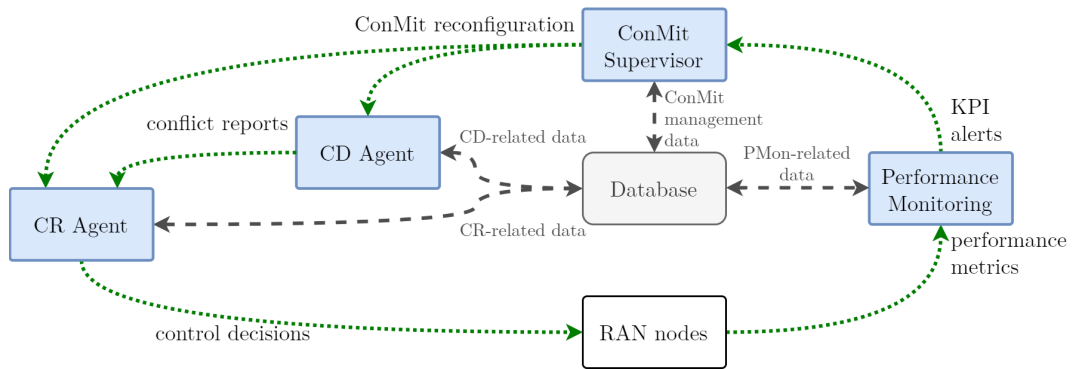 ConMit reconfiguration
ConMit
Supervisor
KPI
alerts
conflict reports
CD Agent
CD-related data
ConMit
management
data
PMon-related
data
Database
Performance
Monitoring
CR Agent
CR-related data
performance
metrics
control decisions
RAN nodes